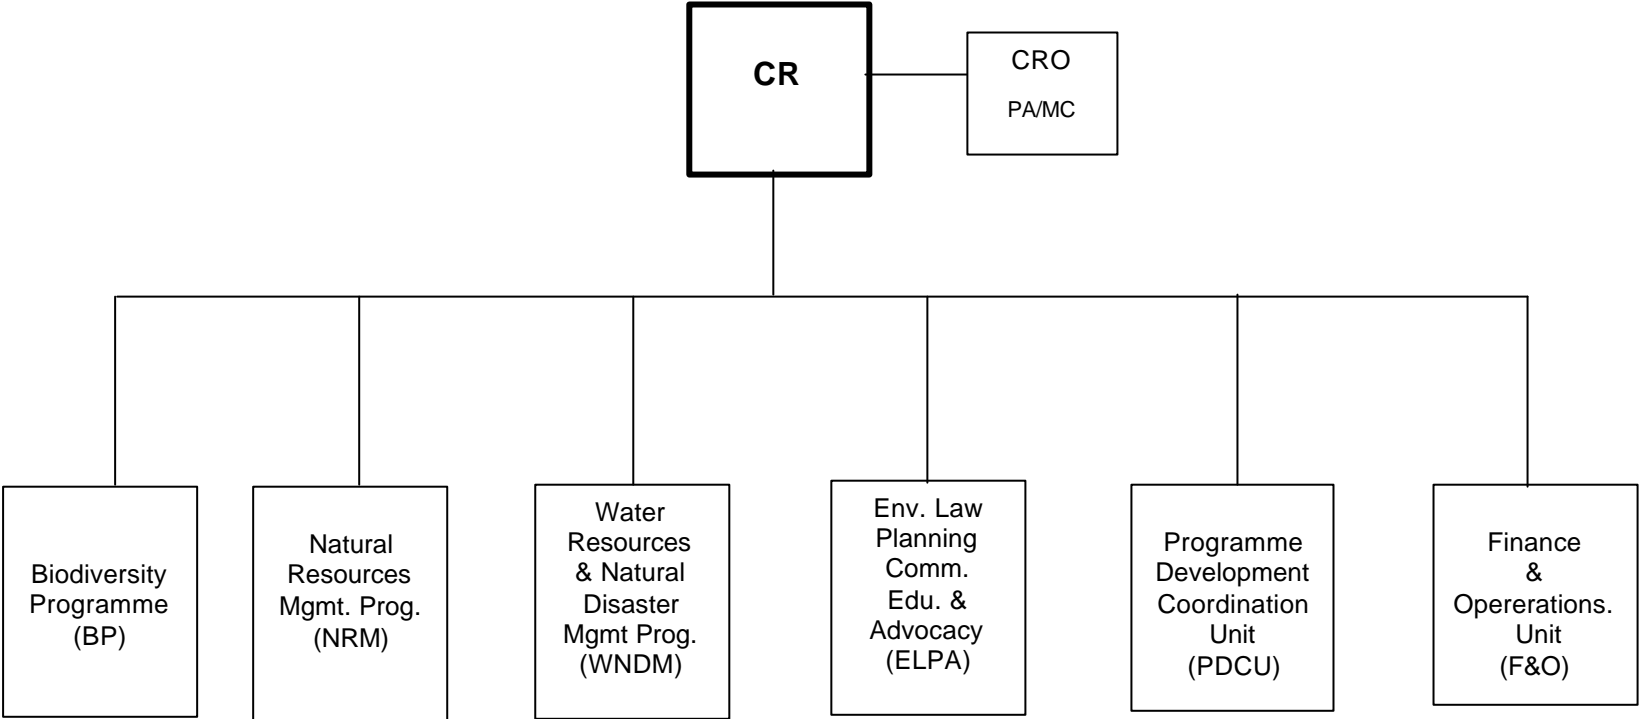 CR
CRO
PA/MC
Biodiversity
Programme
(BP)
Natural
Resources
Mgmt. Prog.
(NRM)
Water
Resources
& Natural
Disaster
Mgmt Prog.
(WNDM)
Env. Law
Planning
Comm.
Edu. &
Advocacy
(ELPA)
Programme
Development
Coordination
Unit
(PDCU)
Finance
&
Opererations.
Unit
(F&O)